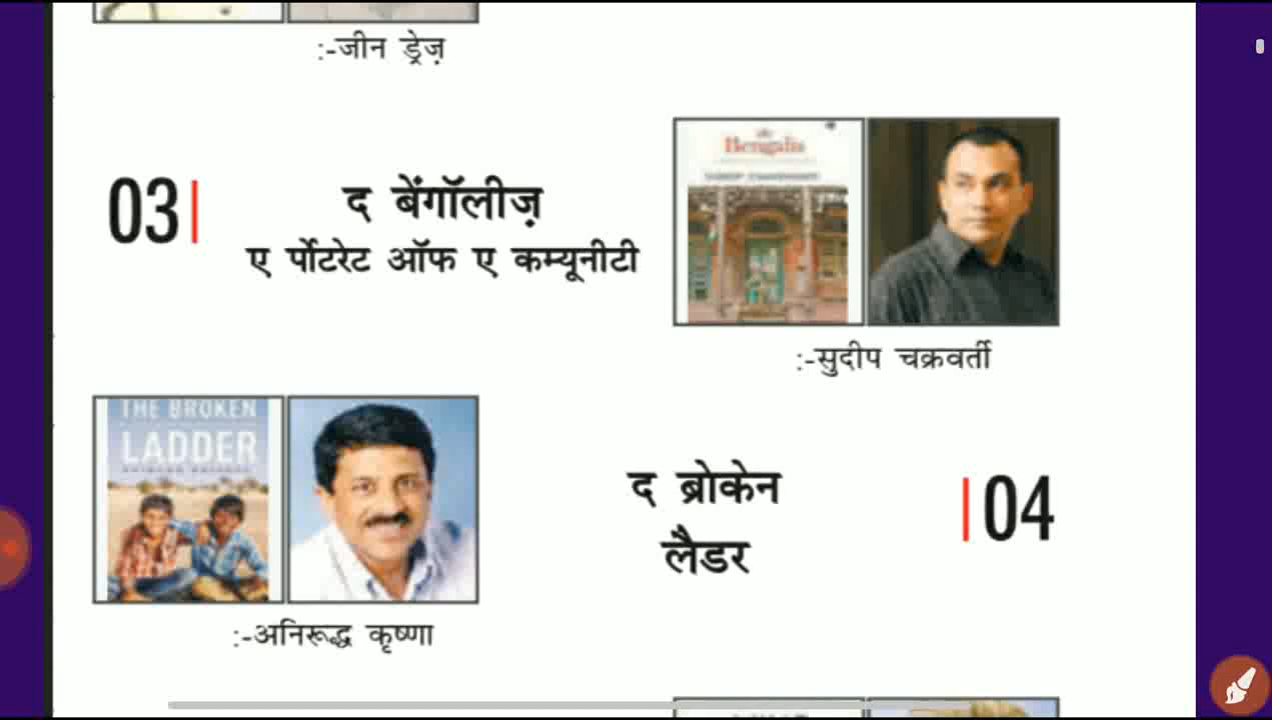 :-जीन ड्रेज़
03
द बेंगॉलीज़
ए र्पोटरेट ऑफ ए कम्यूनीटी
Bengalis
:-सुदीप चक्रवर्ती
THE BROKEN
LADDER
द ब्रोकेन
लैडर
04
:-अनिरूद्ध कृष्णा